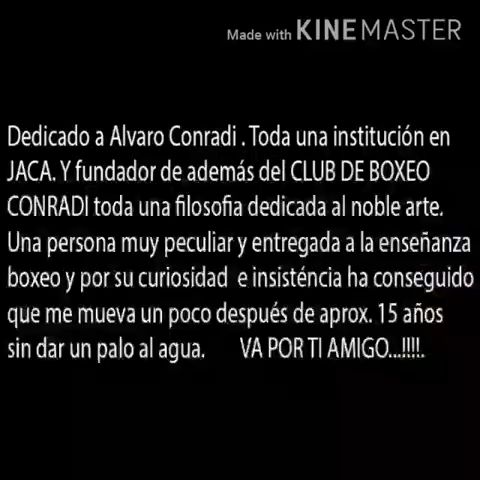 Made with KINEMASTER
Dedicado a Alvaro Conradi . Toda una institución en
JACA. Y fundador de además del CLUB DE BOXEO
CONRADI toda una filosofia dedicada al noble arte.
Una persona muy peculiar y entregada a la enseñanza
boxeo y por su curiosidad e insisténcia ha conseguido
que me mueva un poco después de aprox. 15 años
sin dar un palo al agua. VA POR TI AMIGO...!!!!.